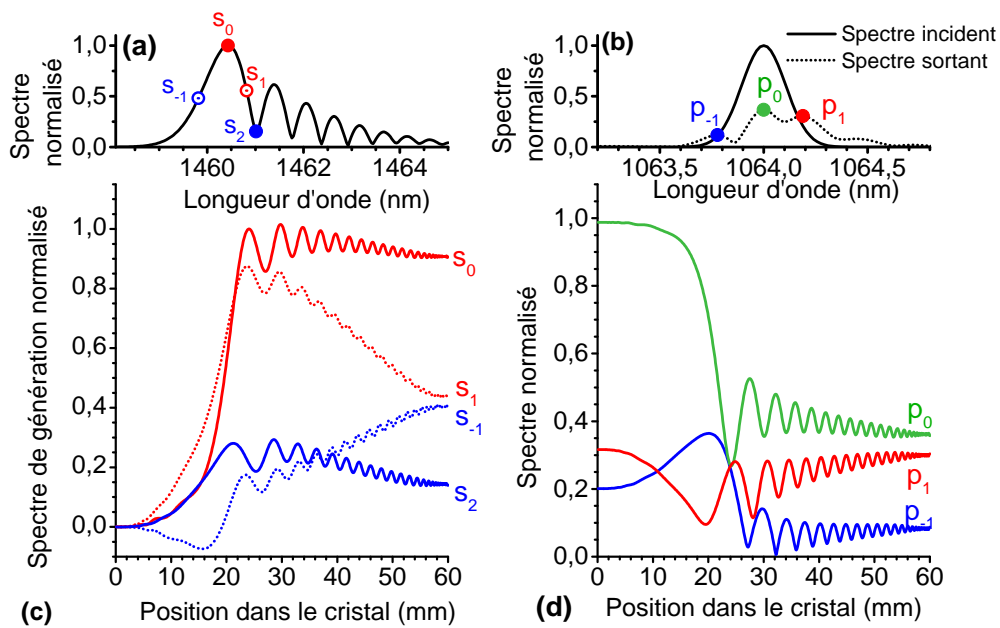 (a)
s0
s-1
s1
s2
1,0
0,5
0,0
Spectre
normalisé
1460
1462
1464
Longueur d'onde (nm)
(b)
Spectre incident
Spectre sortant
p-1
p0
p1
1,0
0,5
0,0
Spectre
normalisé
1063,5
1064,0
1064,5
Longueur d'onde (nm)
1,0
0,8
0,6
0,4
0,2
0,0
Spectre de génération normalisé
s0
s1
s-1
s2
0
10
20
30
40
50
60
(c)
Position dans le cristal (mm)
1,0
0,8
0,6
0,4
0,2
0,0
Spectre normalisé
p0
p1
p-1
0
10
20
30
40
50
60
(d)
Position dans le cristal (mm)